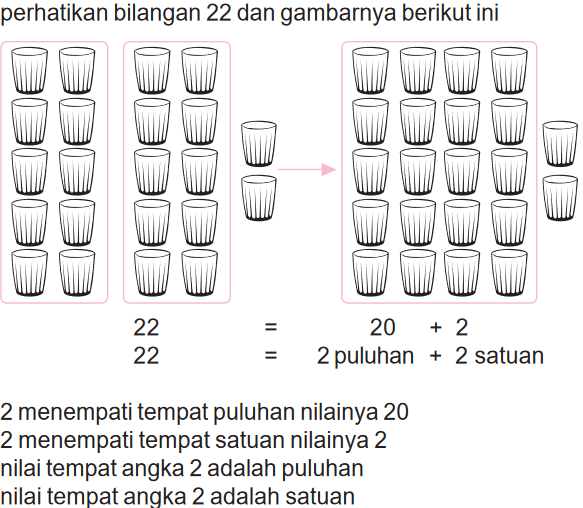 perhatikan bilangan 22 dan gambarnya berikut ini
22 = 20 + 2
22 = 2 puluhan + 2 satuan
2 menempati tempat puluhan nilainya 20
2 menempati tempat satuan nilainya 2
nilai tempat angka 2 adalah puluhan
nilai tempat angka 2 adalah satuan